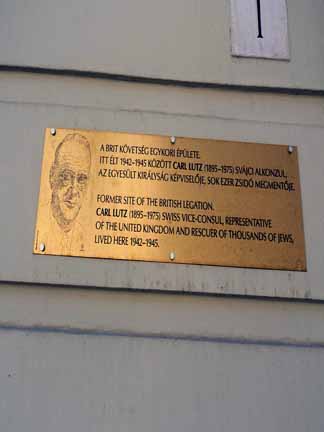 A BRIT KÖVETSÉG EGYKORI ÉPÜLETE.
ITT ÉLT 1942-1945 KÖZÖTT CARL LUTZ (1895-1975) SVÁJCI ALKONZUL,
AZ EGYESÜLT KIRÁLYSÁG KÉPVISELŐJE, SOK EZER ZSIDÓ MEGMENTŐJE.
FORMER SITE OF THE BRITISH LEGATION.
CARL LUTZ (1895-1975) SWISS VICE-CONSUL, REPRESENTATIVE
OF THE UNITED KINGDOM AND RESCUER OF THOUSANDS OF JEWS,
LIVED HERE 1942-1945.